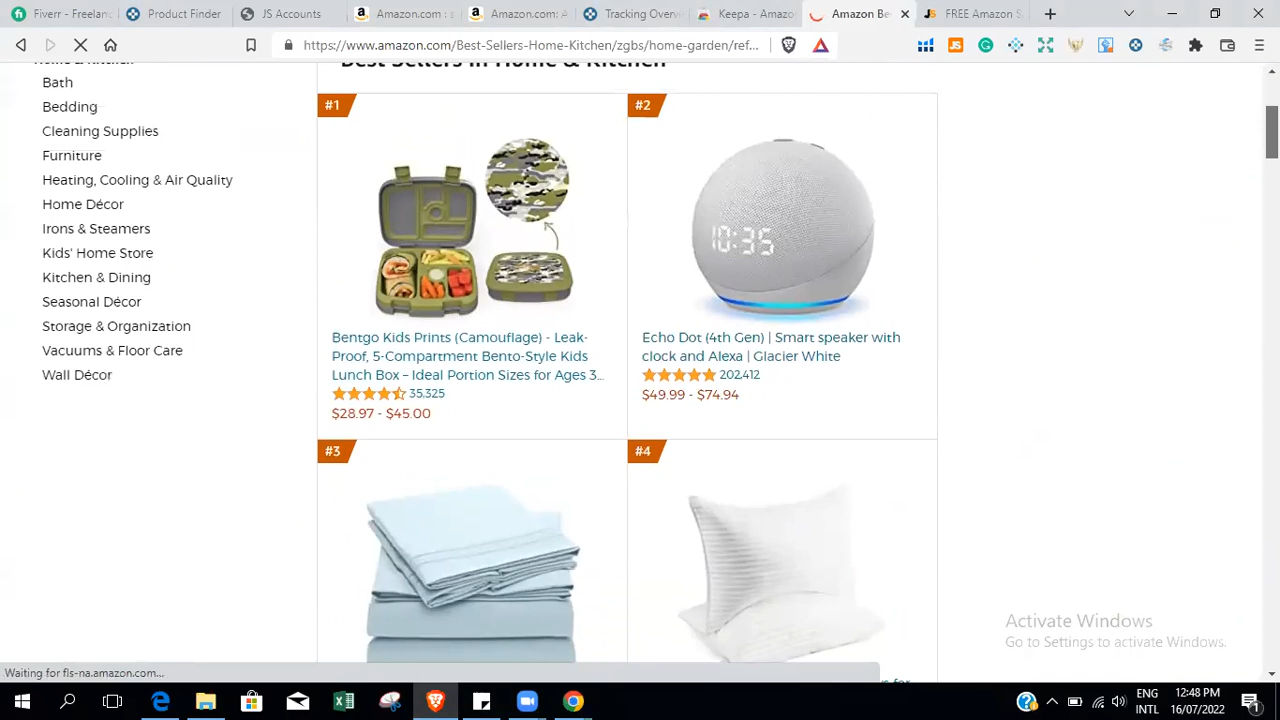 Fiverr - Freelanc
Product Finder
JS Accounts
Amazon.com :
Amazon.com:
Tracking Overvi
Keepa - Amazo
Amazon Be
FREE Amazon S
https://www.amazon.com/Best-Sellers-Home-Kitchen/zgbs/home-garden/ref...
Best Sellers in Home & Kitchen
Home & Kitchen
Bath
Bedding
Cleaning Supplies
Furniture
Heating, Cooling & Air Quality
Home Décor
Irons & Steamers
Kids' Home Store
Kitchen & Dining
Seasonal Décor
Storage & Organization
Vacuums & Floor Care
Wall Décor
#1
Bentgo Kids Prints (Camouflage) - Leak-
Proof, 5-Compartment Bento-Style Kids
Lunch Box – Ideal Portion Sizes for Ages 3...
35,325
$28.97 - $45.00
#2
10:35
Echo Dot (4th Gen) | Smart speaker with
clock and Alexa | Glacier White
202,412
$49.99 - $74.94
#3
#4
Activate Windows
Go to Settings to activate Windows.
Waiting for fls-na.amazon.com...
ENG
INTL
12:48 PM
16/07/2022